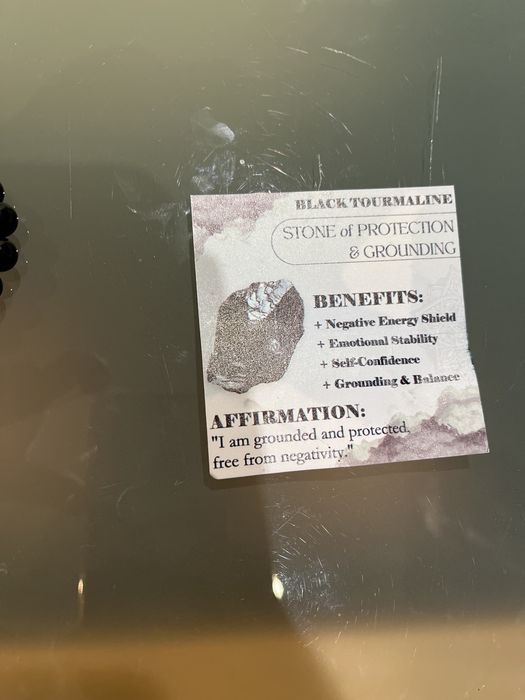 BLACK TOURMALINE
STONE of PROTECTION
& GROUNDING
BENEFITS:
+ Negative Energy Shield
+ Emotional Stability
+ Self-Confidence
+ Grounding & Balance
AFFIRMATION:
"I am grounded and protected,
free from negativity."